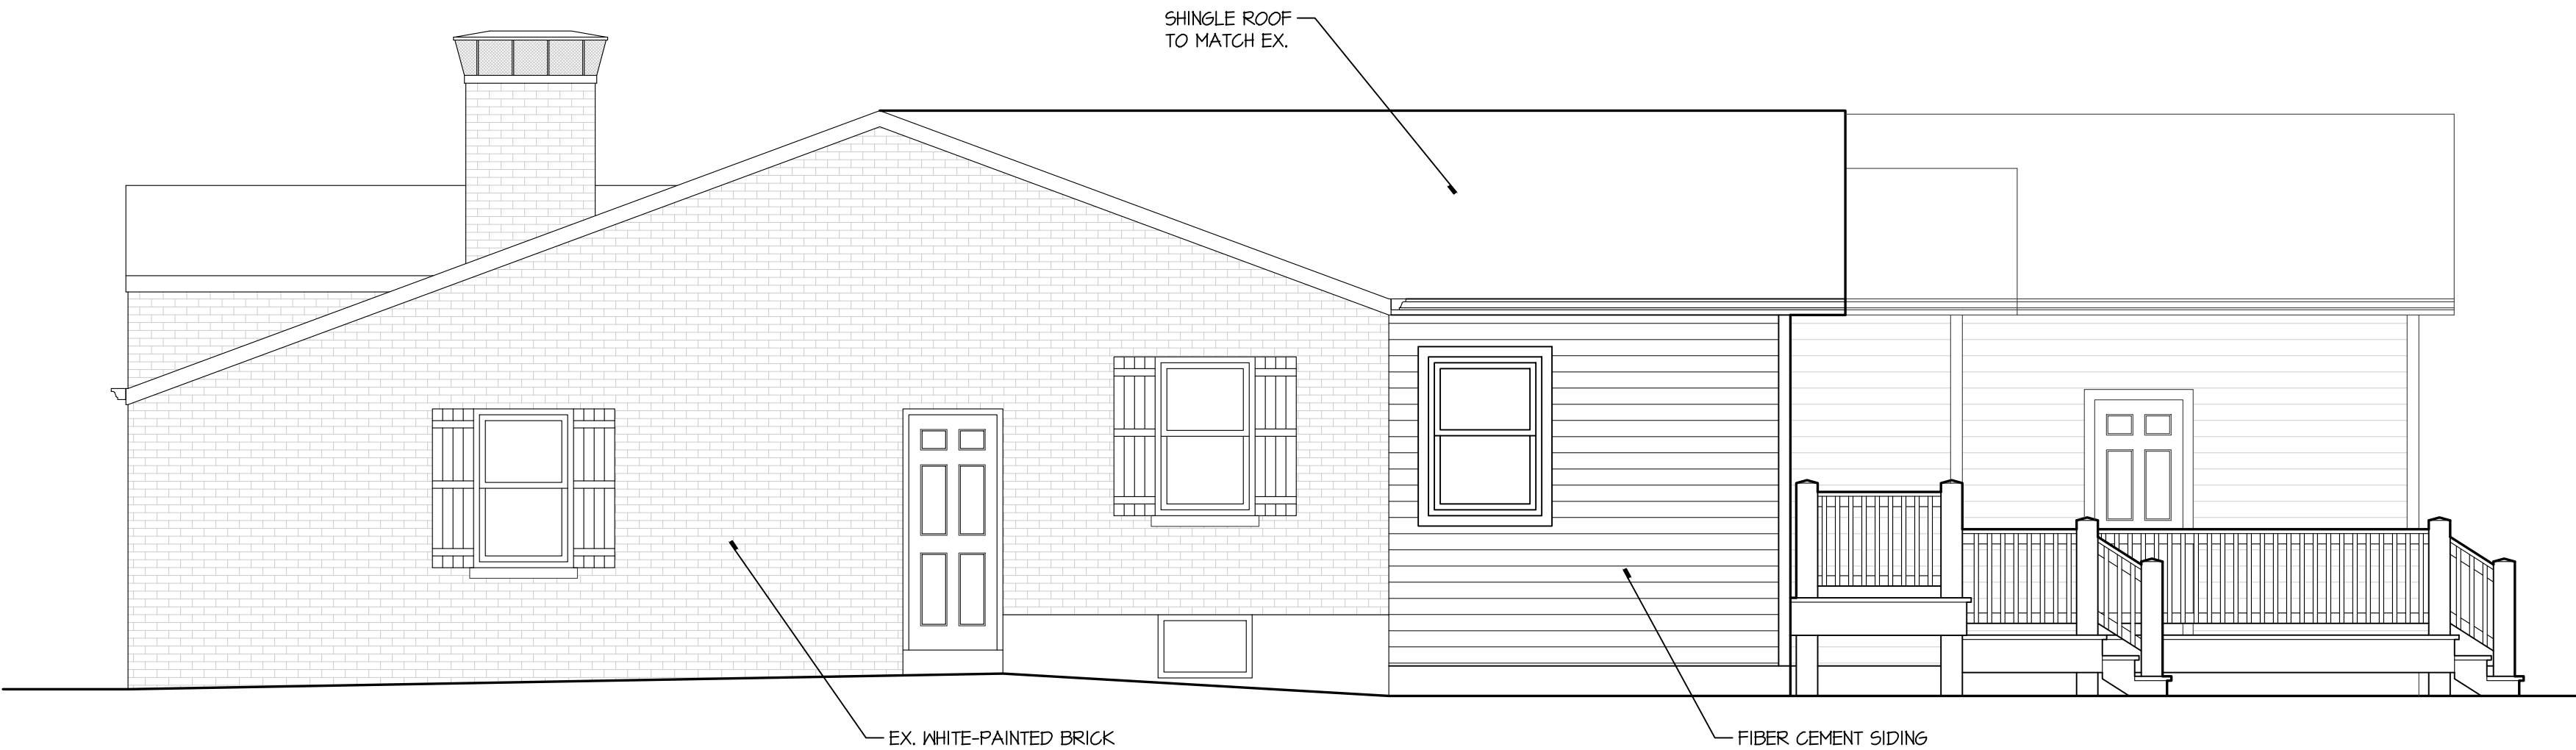 SHINGLE ROOF
TO MATCH EX.
EX. WHITE-PAINTED BRICK
FIBER CEMENT SIDING